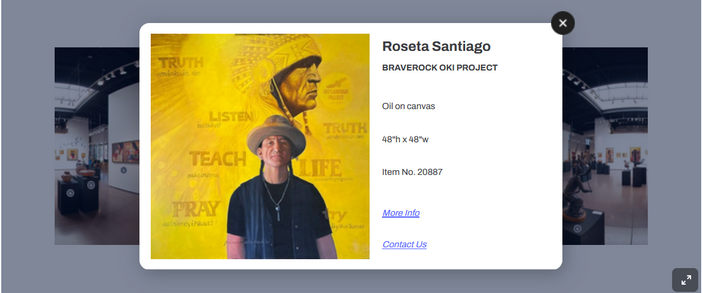 Roseta Santiago
BRAVEROCK OKI PROJECT
Oil on canvas
48"h x 48"w
Item No. 20887
More Info
Contact Us
TRUTH
LISTEN
TRUTH
TEACH
LIFE
PRAY